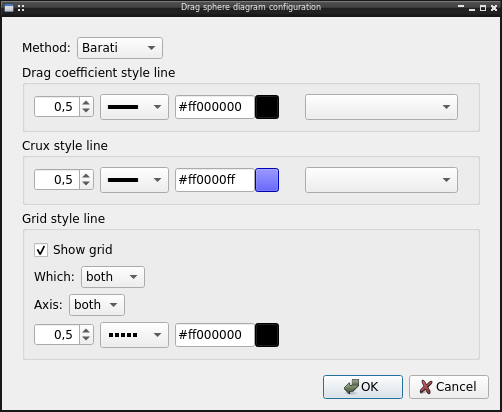 Drag sphere diagram configuration
Method: Barati
Drag coefficient style line
0,5 #ff000000
Crux style line
0,5 #ff0000ff
Grid style line
Show grid
Which: both
Axis: both
0,5 #ff000000
OK Cancel